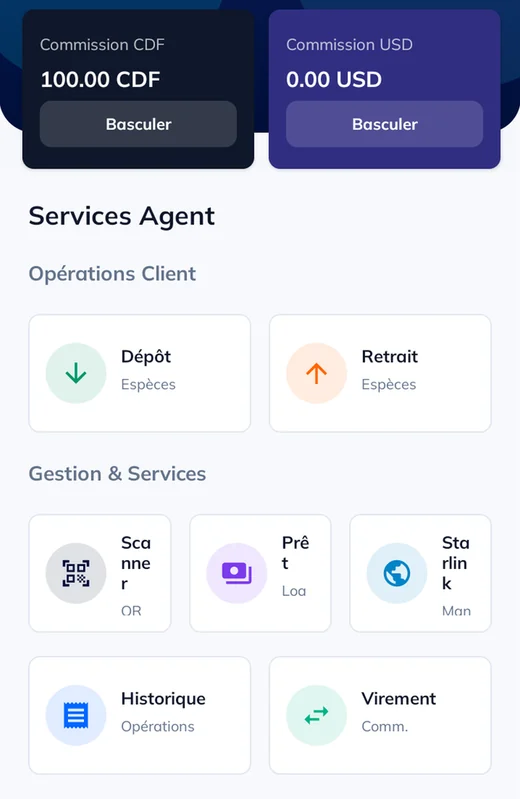 Commission CDF
100.00 CDF
Basculer
Commission USD
0.00 USD
Basculer
Services Agent
Opérations Client
Dépôt
Espèces
Retrait
Espèces
Gestion & Services
Sca
nne
r
QR
Prê
t
Loa
Sta
rlin
k
Man
Historique
Opérations
Virement
Comm.